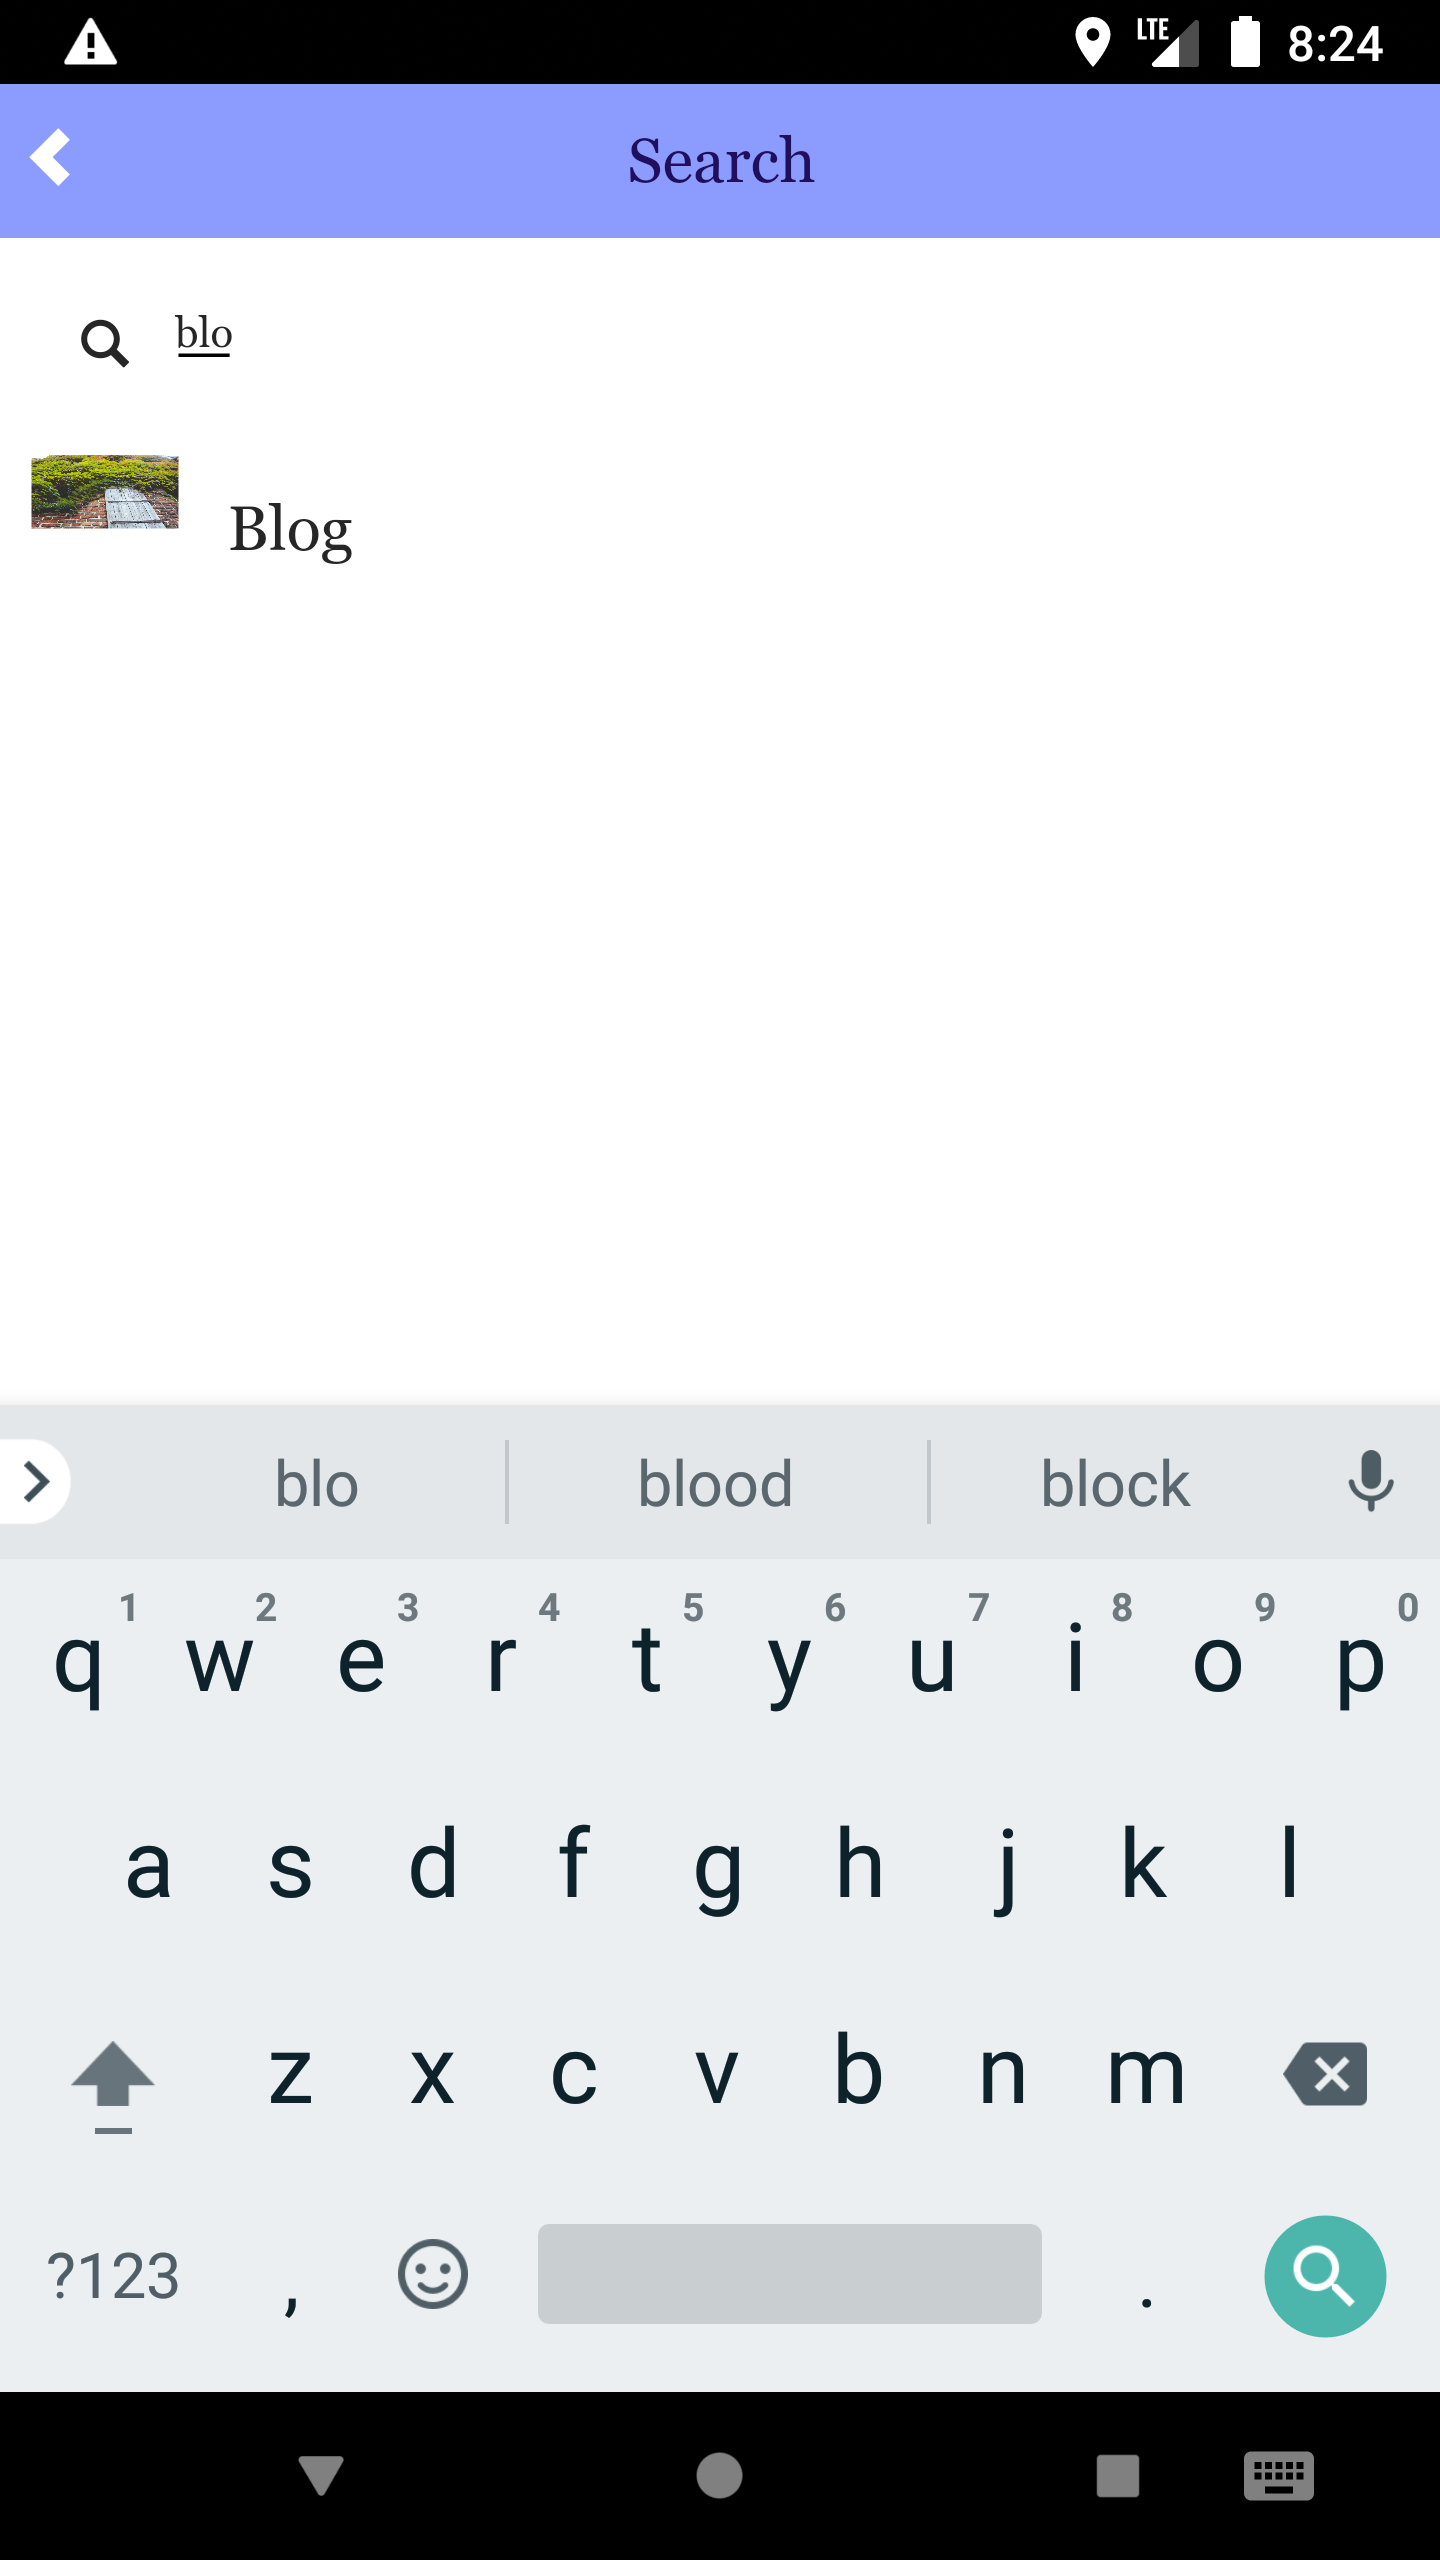 LTE 8:24
Search
blo
Blog
blo blood block
1 2 3 4 5 6 7 8 9 0
q w e r t y u i o p
a s d f g h j k l
z x c v b n m
?123 , .